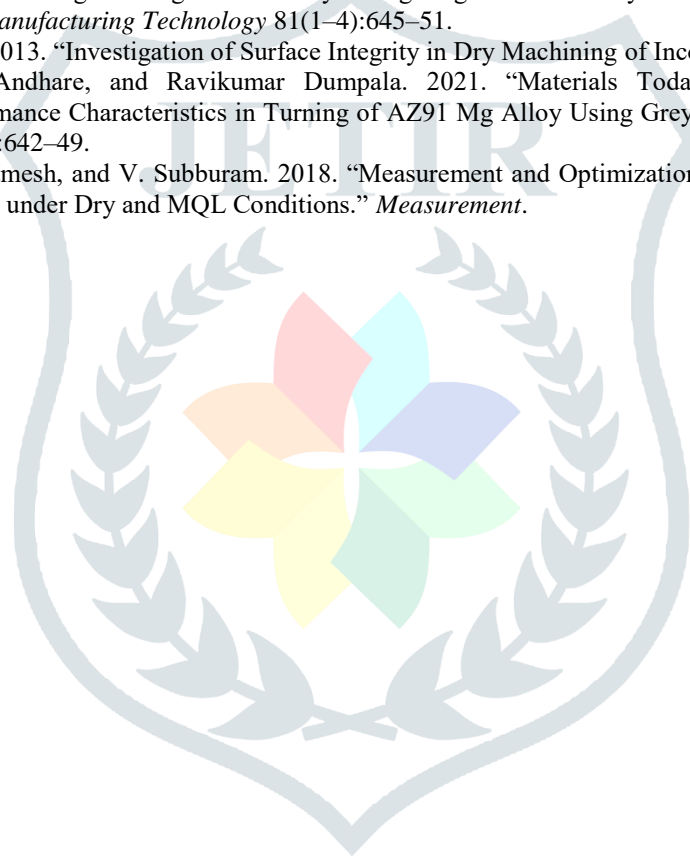 anufacturing Technology 81(1–4):645–51.
013. “Investigation of Surface Integrity in Dry Machining of Inco
Andhare, and Ravikumar Dumpala. 2021. “Materials Toda
mance Characteristics in Turning of AZ91 Mg Alloy Using Grey
:642–49.
mesh, and V. Subburam. 2018. “Measurement and Optimization
under Dry and MQL Conditions.” Measurement.
JETIR